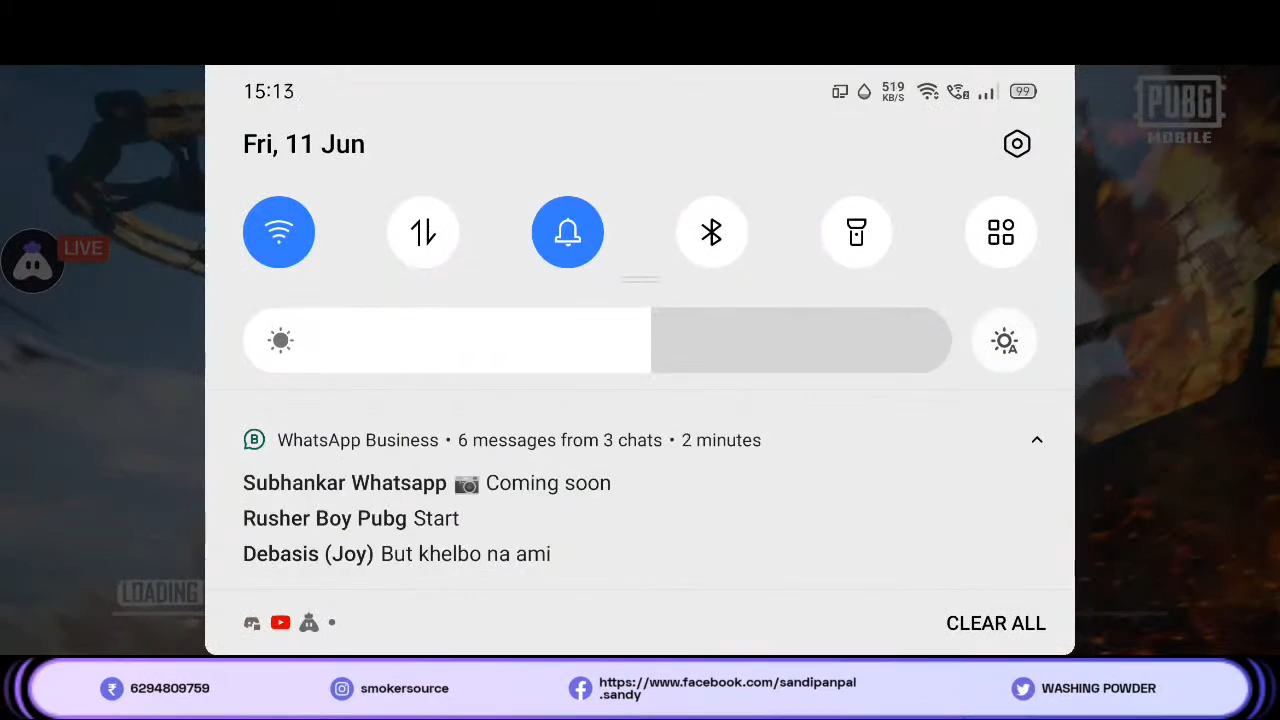 15:13
519
KB/S
99
Fri, 11 Jun
PUBG
MOBILE
LIVE
A
WhatsApp Business • 6 messages from 3 chats • 2 minutes
Subhankar Whatsapp 📷 Coming soon
Rusher Boy Pubg Start
Debasis (Joy) But khelbo na ami
LOADING
CLEAR ALL
₹ 6294809759
smokersource
https://www.facebook.com/sandipanpal
.sandy
WASHING POWDER